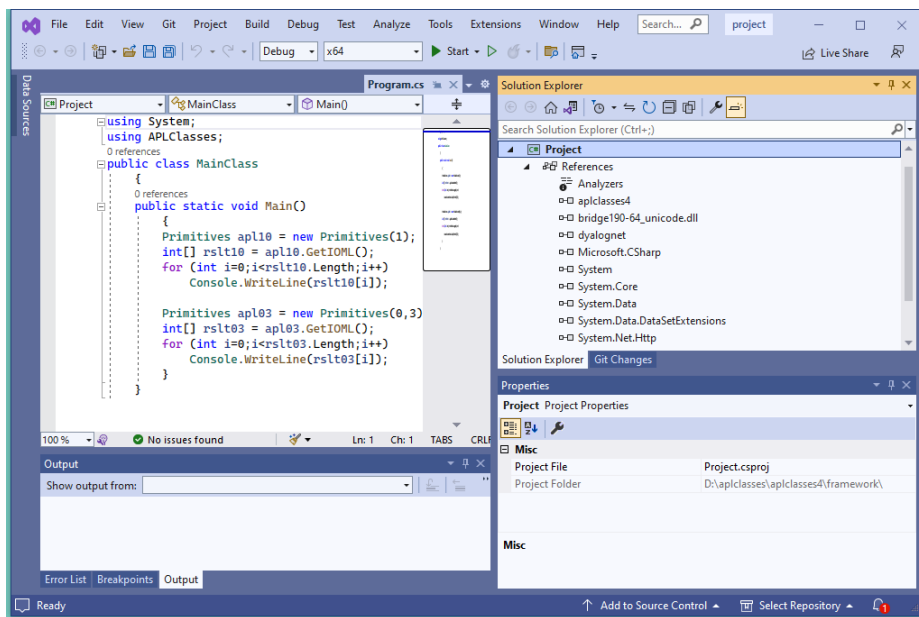 File Edit View Git Project Build Debug Test Analyze Tools Extensions Window Help Search... project
Debug x64 Start Live Share
Data Sources
Program.cs
Project MainClass Main()
using System;
using APLClasses;
0 references
public class MainClass
{
0 references
public static void Main()
{
Primitives apl10 = new Primitives(1);
int[] rslt10 = apl10.GetIOML();
for (int i=0;i<rslt10.Length;i++)
Console.WriteLine(rslt10[i]);
Primitives apl03 = new Primitives(0,3)
int[] rslt03 = apl03.GetIOML();
for (int i=0;i<rslt03.Length;i++)
Console.WriteLine(rslt03[i]);
}
}
100 % No issues found Ln: 1 Ch: 1 TABS CRLF
Output
Show output from:
Error List Breakpoints Output
Solution Explorer
Search Solution Explorer (Ctrl+;)
Project
References
Analyzers
aplclasses4
bridge190-64_unicode.dll
dyalognet
Microsoft.CSharp
System
System.Core
System.Data
System.Data.DataSetExtensions
System.Net.Http
Solution Explorer Git Changes
Properties
Project Project Properties
Misc
Project File Project.csproj
Project Folder D:\aplclasses\aplclasses4\framework\
Misc
Ready Add to Source Control Select Repository 1